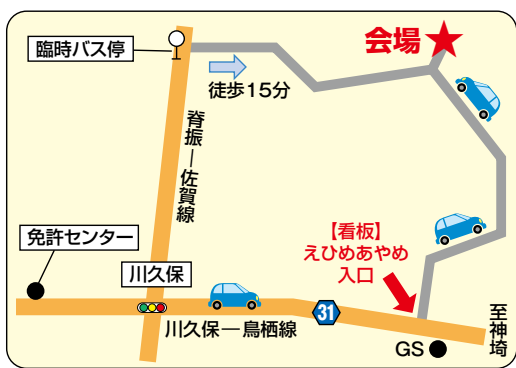 臨時バス停
会場
徒歩15分
脊振―佐賀線
【看板】
えひめあやめ
入口
免許センター
川久保
31
川久保―鳥栖線
至神埼
GS